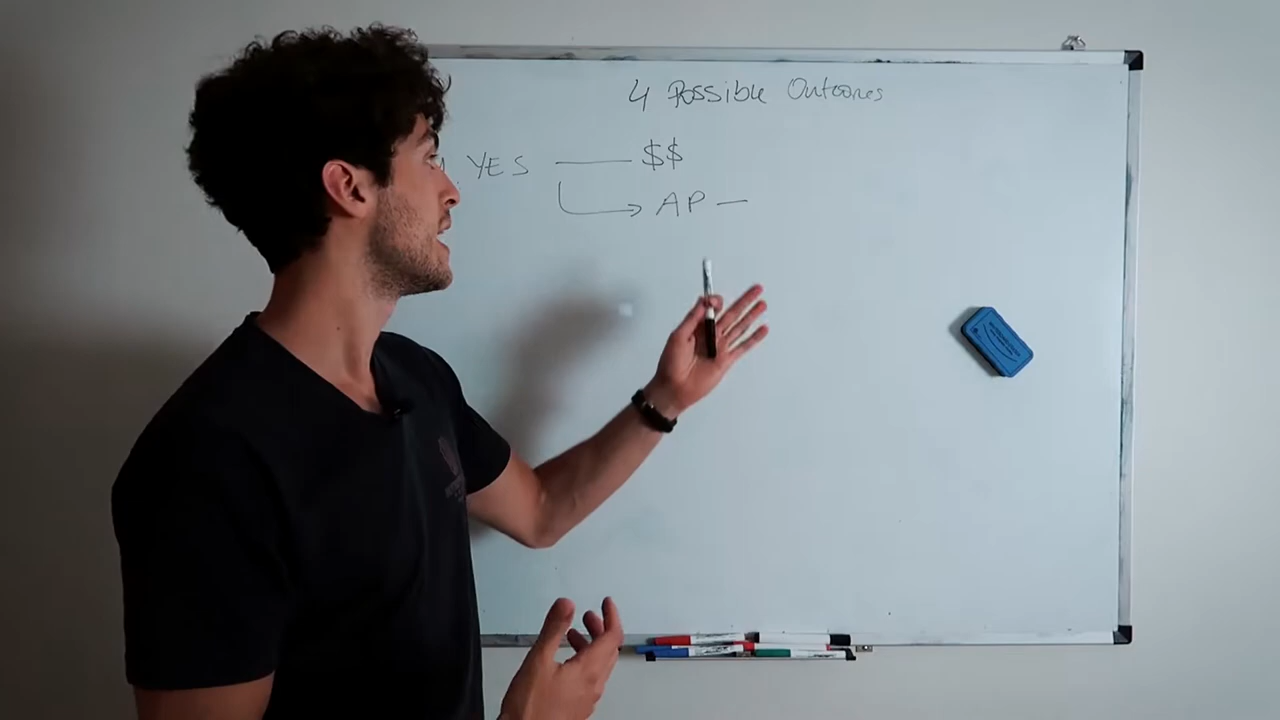 4 Possible Outcomes
. YES — $$
→ AP —